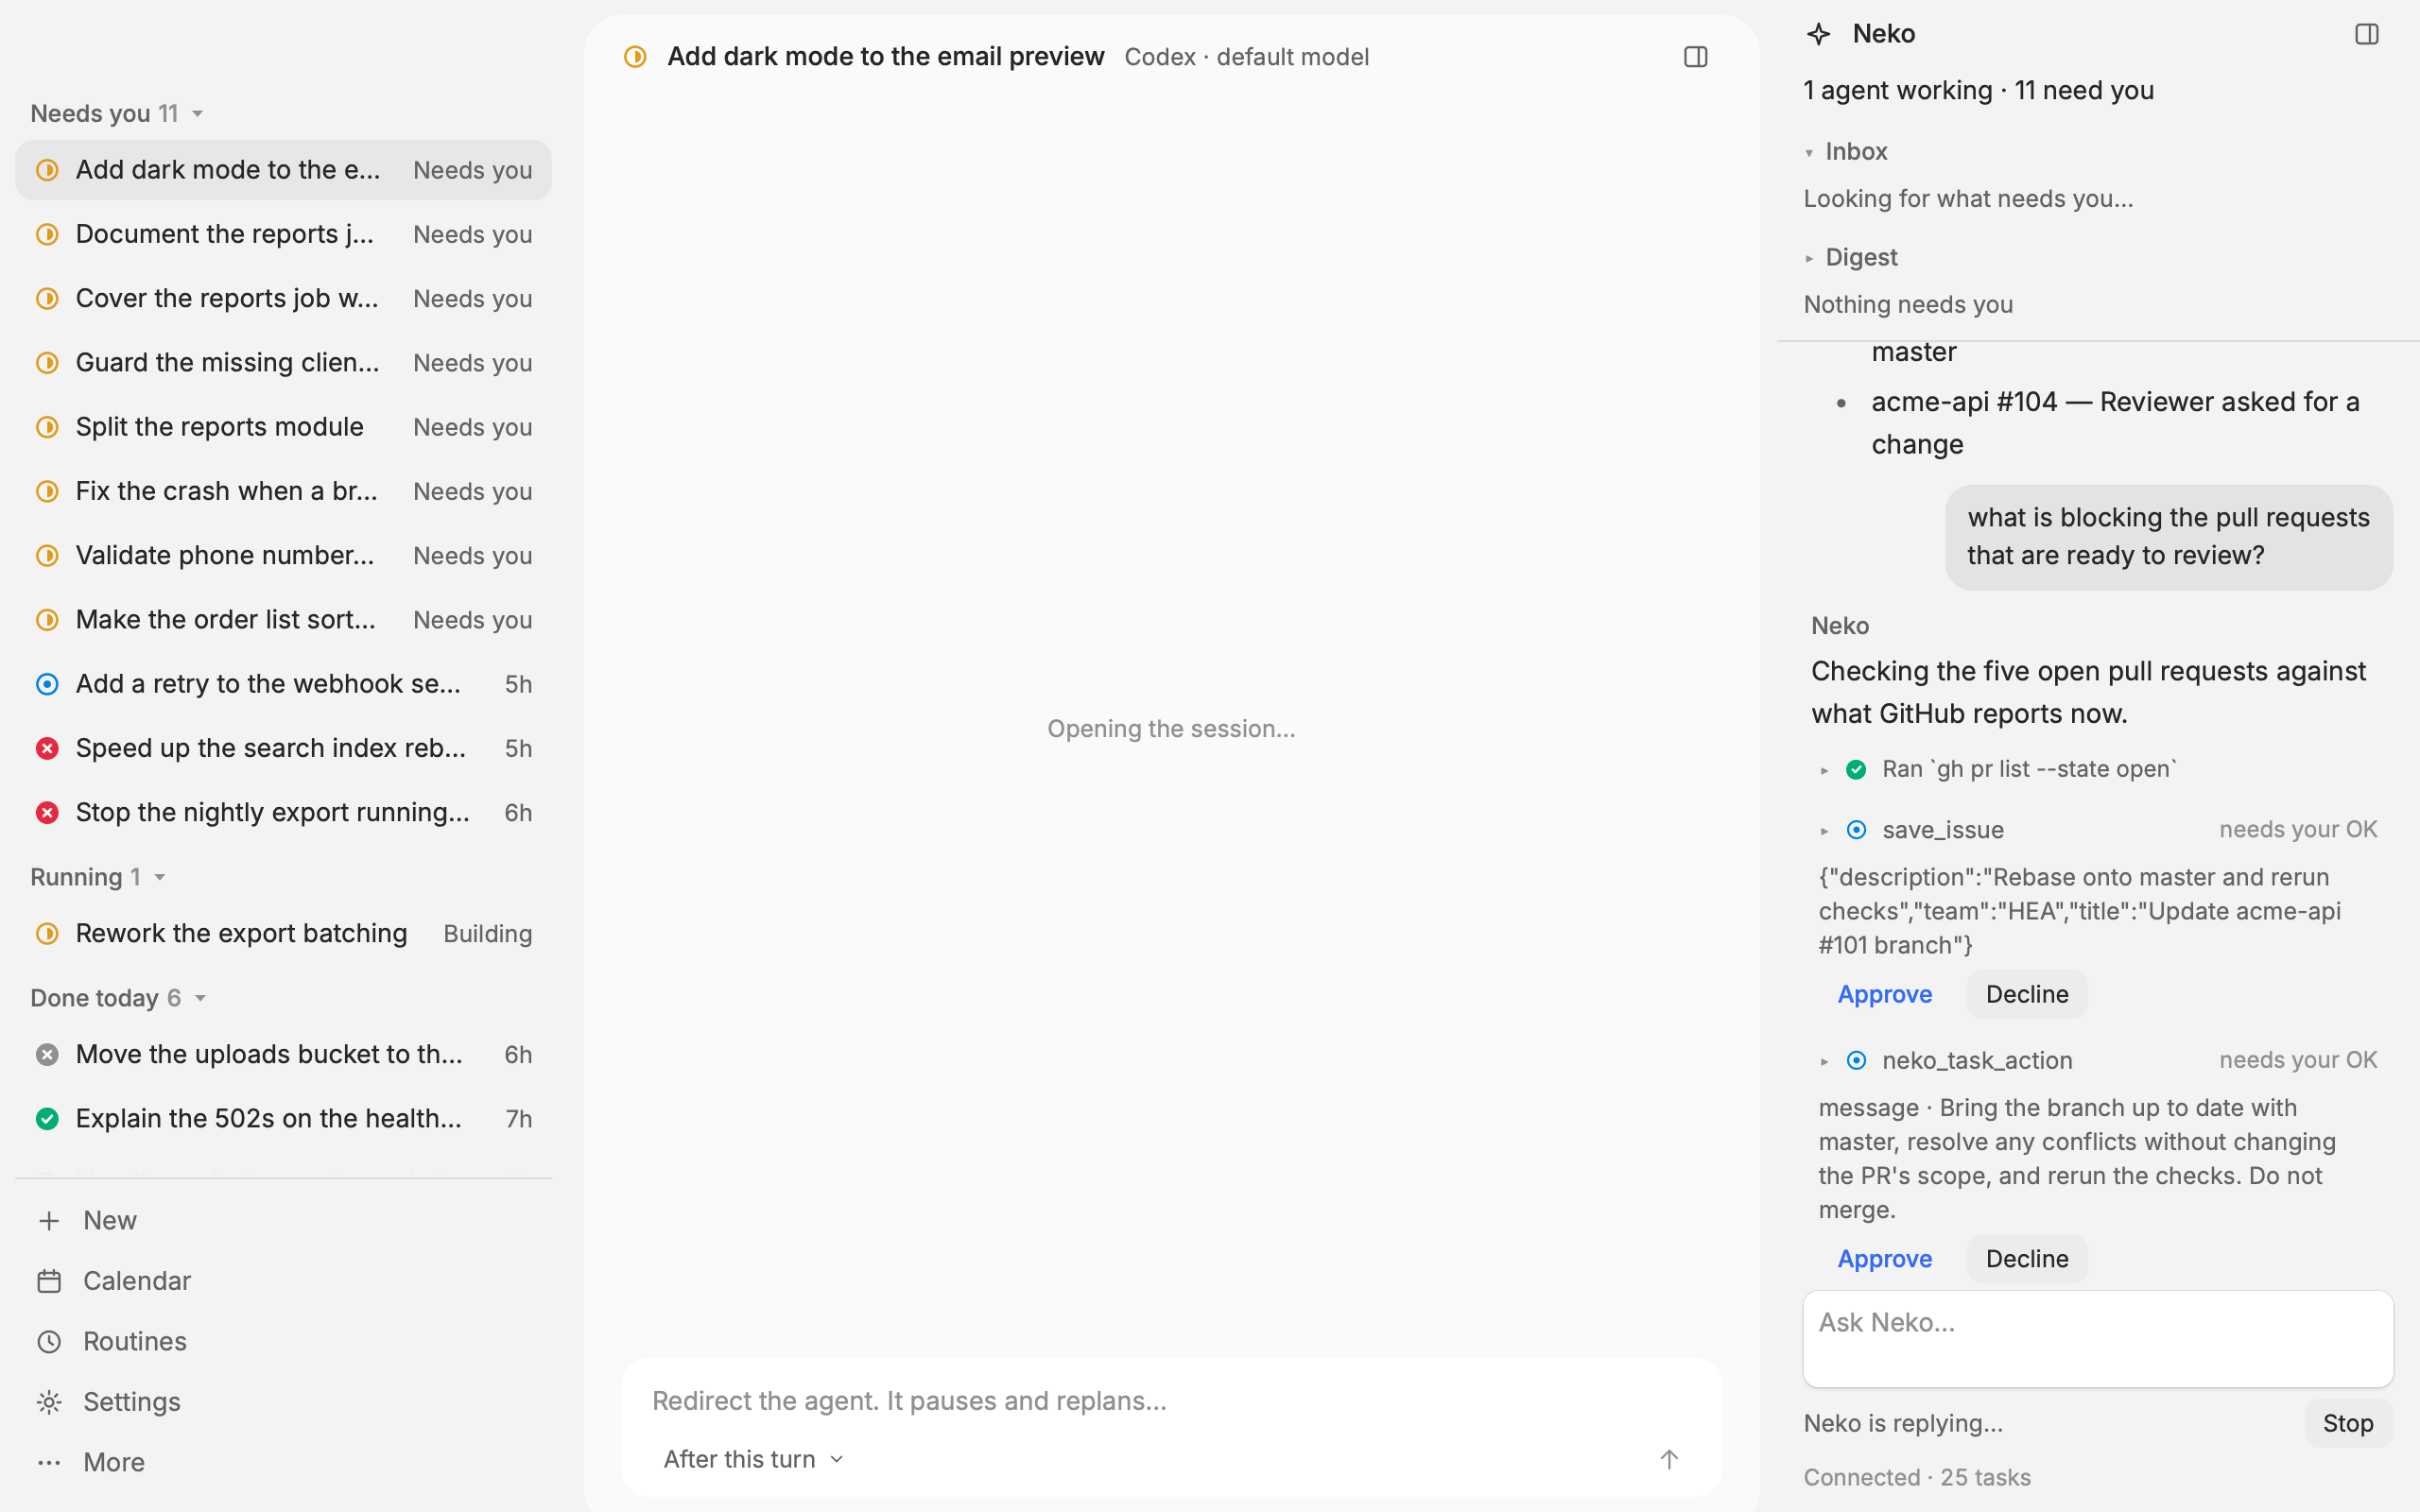 Needs you 11
Add dark mode to the e... Needs you
Document the reports j... Needs you
Cover the reports job w... Needs you
Guard the missing clien... Needs you
Split the reports module Needs you
Fix the crash when a br... Needs you
Validate phone number... Needs you
Make the order list sort... Needs you
Add a retry to the webhook se... 5h
Speed up the search index reb... 5h
Stop the nightly export running... 6h
Running 1
Rework the export batching Building
Done today 6
Move the uploads bucket to th... 6h
Explain the 502s on the health... 7h
New
Calendar
Routines
Settings
More
Add dark mode to the email preview Codex · default model
Opening the session...
Redirect the agent. It pauses and replans...
After this turn
Neko
1 agent working · 11 need you
Inbox
Looking for what needs you...
Digest
Nothing needs you
master
acme-api #104 — Reviewer asked for a
change
what is blocking the pull requests
that are ready to review?
Neko
Checking the five open pull requests against
what GitHub reports now.
Ran `gh pr list --state open`
save_issue needs your OK
{"description":"Rebase onto master and rerun
checks","team":"HEA","title":"Update acme-api
#101 branch"}
Approve Decline
neko_task_action needs your OK
message · Bring the branch up to date with
master, resolve any conflicts without changing
the PR's scope, and rerun the checks. Do not
merge.
Approve Decline
Ask Neko...
Neko is replying... Stop
Connected · 25 tasks